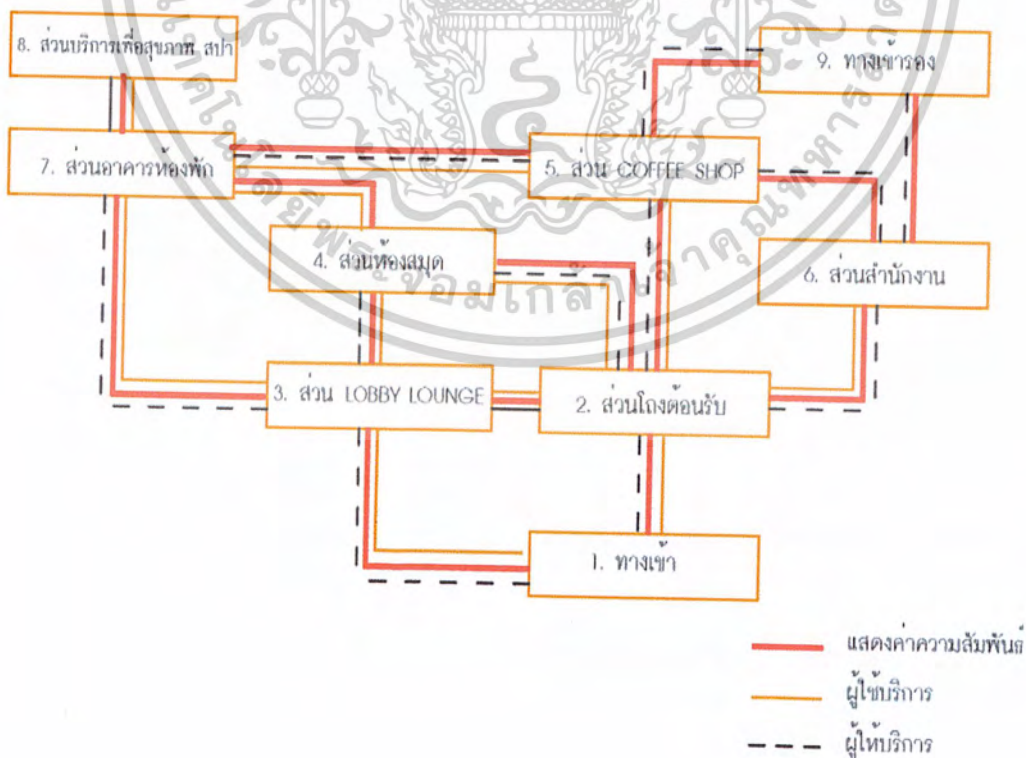 8. ส่วนบริการเพื่อสุขภาพ สปา
9. ทางเข้ารอง
7. ส่วนอาคารห้องพัก
5. ส่วน COFFEE SHOP
4. ส่วนห้องสมุด
6. ส่วนสำนักงาน
3. ส่วน LOBBY LOUNGE
2. ส่วนโถงต้อนรับ
1. ทางเข้า
แสดงค่าความสัมพันธ์
ผู้ใช้บริการ
ผู้ให้บริการ